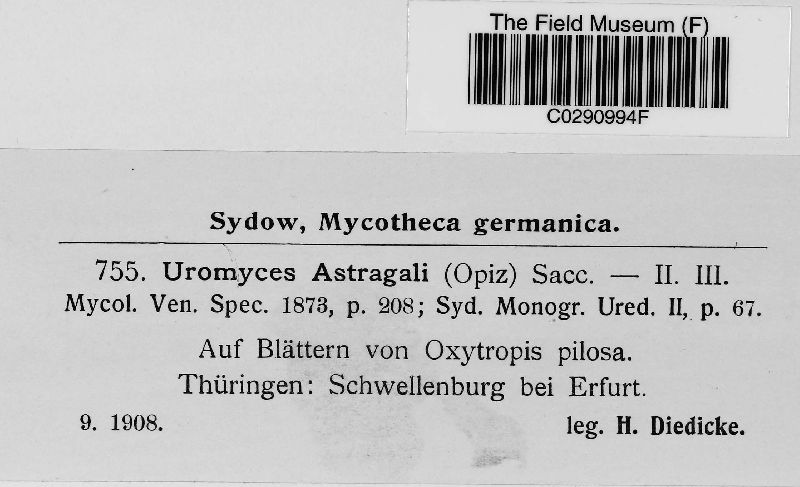 The Field Museum (F)
C0290994F
Sydow, Mycotheca germanica.
755. Uromyces Astragali (Opiz) Sacc. — II. III.
Mycol. Ven. Spec. 1873, p. 208; Syd. Monogr. Ured. II, p. 67.
Auf Blättern von Oxytropis pilosa.
Thüringen: Schwellenburg bei Erfurt.
9. 1908. leg. H. Diedicke.